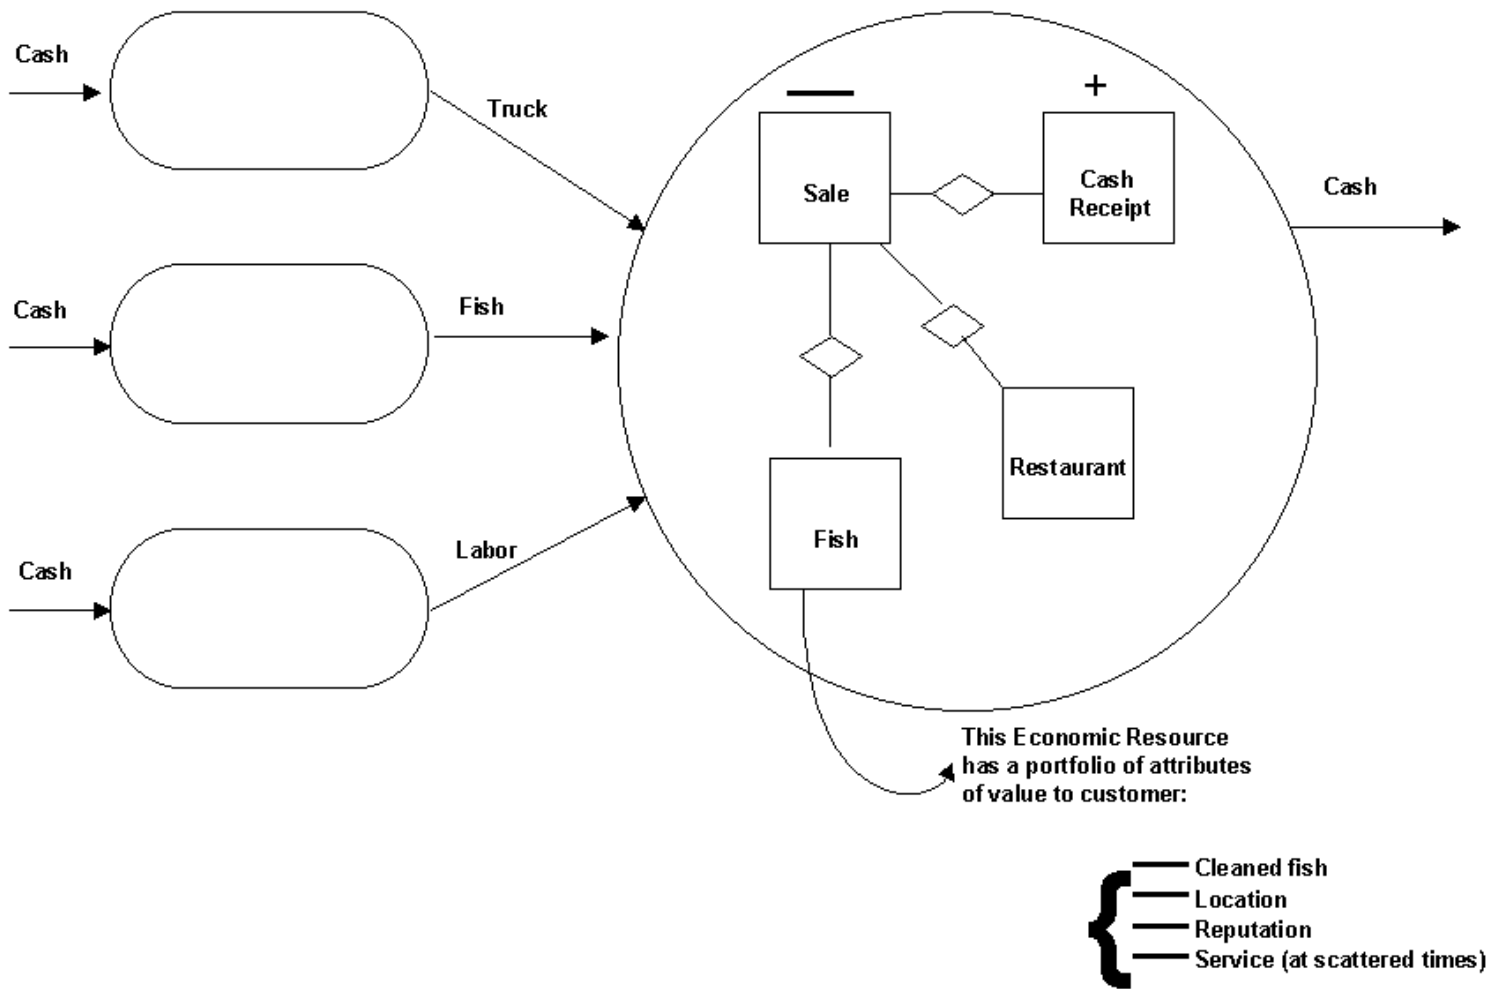 Cash
Truck
Cash
Fish
Cash
Labor
—
+
Sale
Cash
Receipt
Cash
Restaurant
Fish
This Economic Resource
has a portfolio of attributes
of value to customer:
Cleaned fish
Location
Reputation
Service (at scattered times)